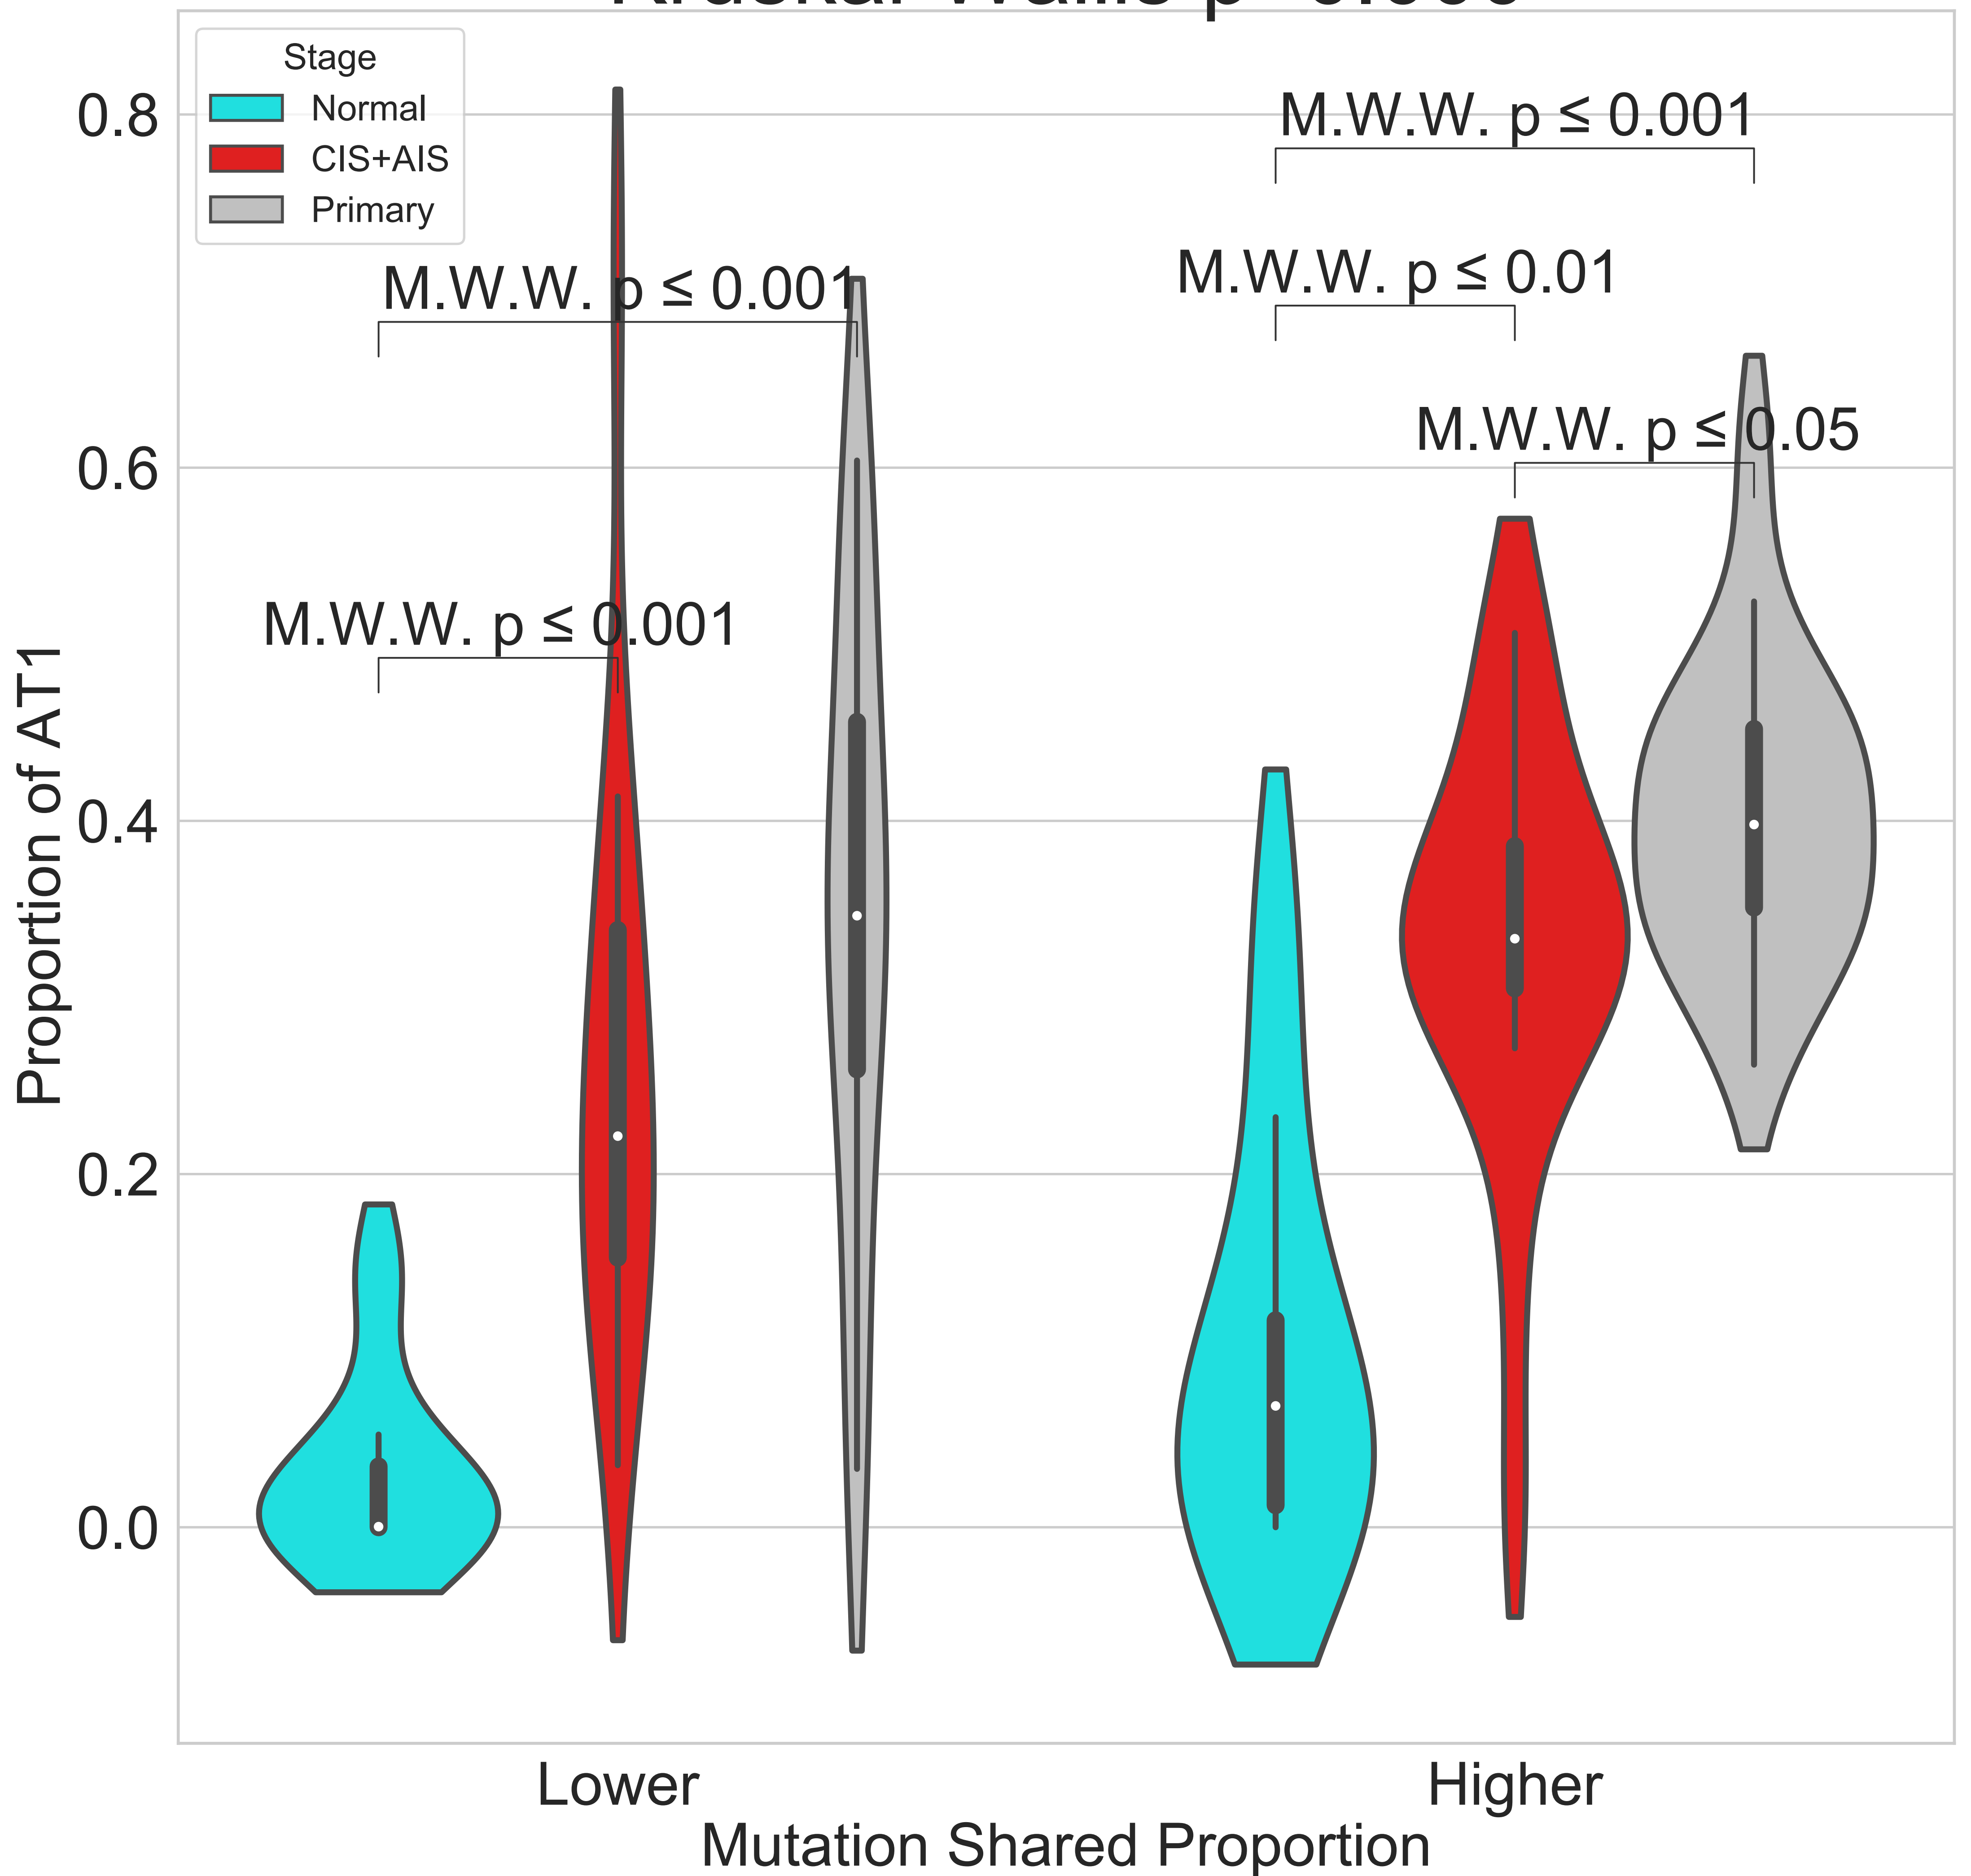 Stage
Normal
CIS+AIS
Primary
0.8
0.6
0.4
0.2
0.0
Proportion of AT1
M.W.W. p ≤ 0.001
M.W.W. p ≤ 0.001
M.W.W. p ≤ 0.01
M.W.W. p ≤ 0.05
M.W.W. p ≤ 0.001
Lower
Higher
Mutation Shared Proportion